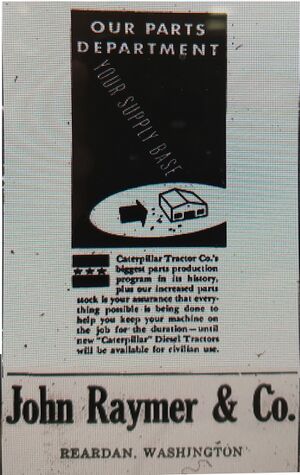 OUR PARTS
DEPARTMENT
YOUR SUPPLY BASE
Caterpillar Tractor Co.'s
biggest parts production
program in its history,
plus our increased parts
stock is your assurance that every-
thing possible is being done to
help you keep your machine on
the job for the duration—until
new "Caterpillar" Diesel Tractors
will be available for civilian use.
John Raymer & Co.
REARDAN, WASHINGTON